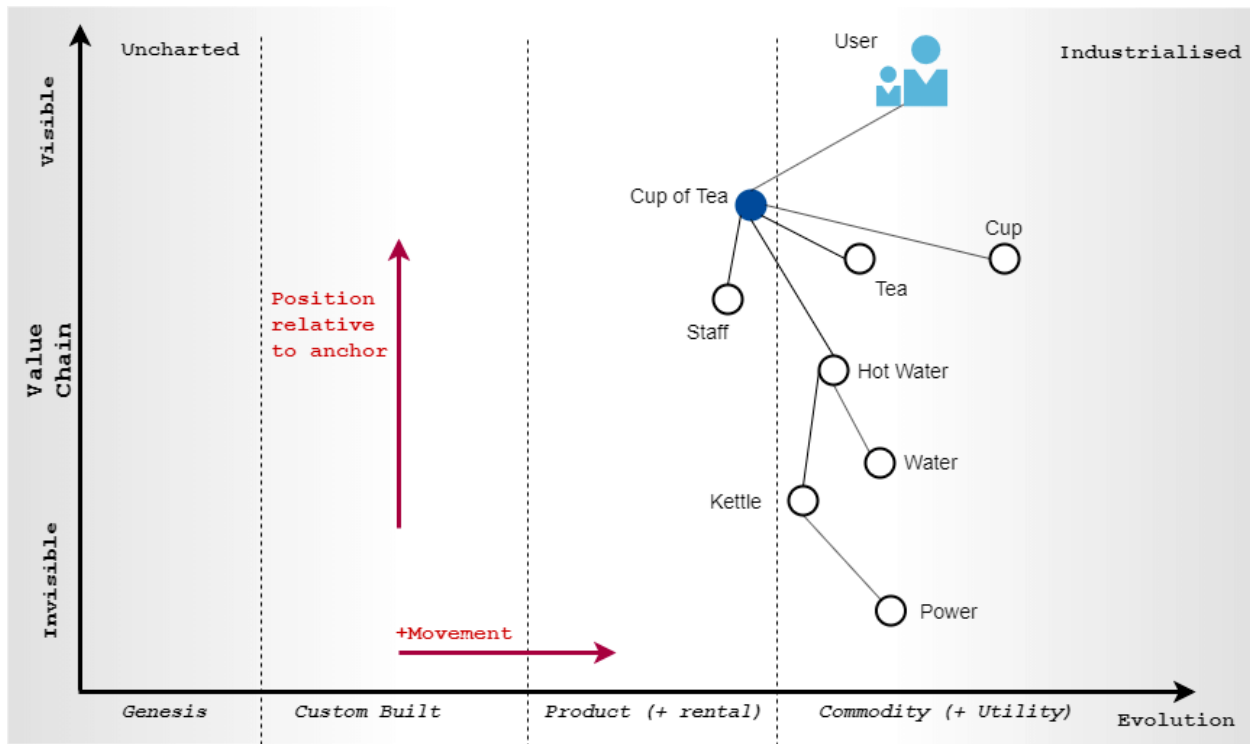 Uncharted
User
Industrialised
Visible
Cup of Tea
Cup
Tea
Position
relative
to anchor
Staff
Value
Chain
Hot Water
Water
Kettle
Invisible
Power
+Movement
Genesis
Custom Built
Product (+ rental)
Commodity (+ Utility)
Evolution